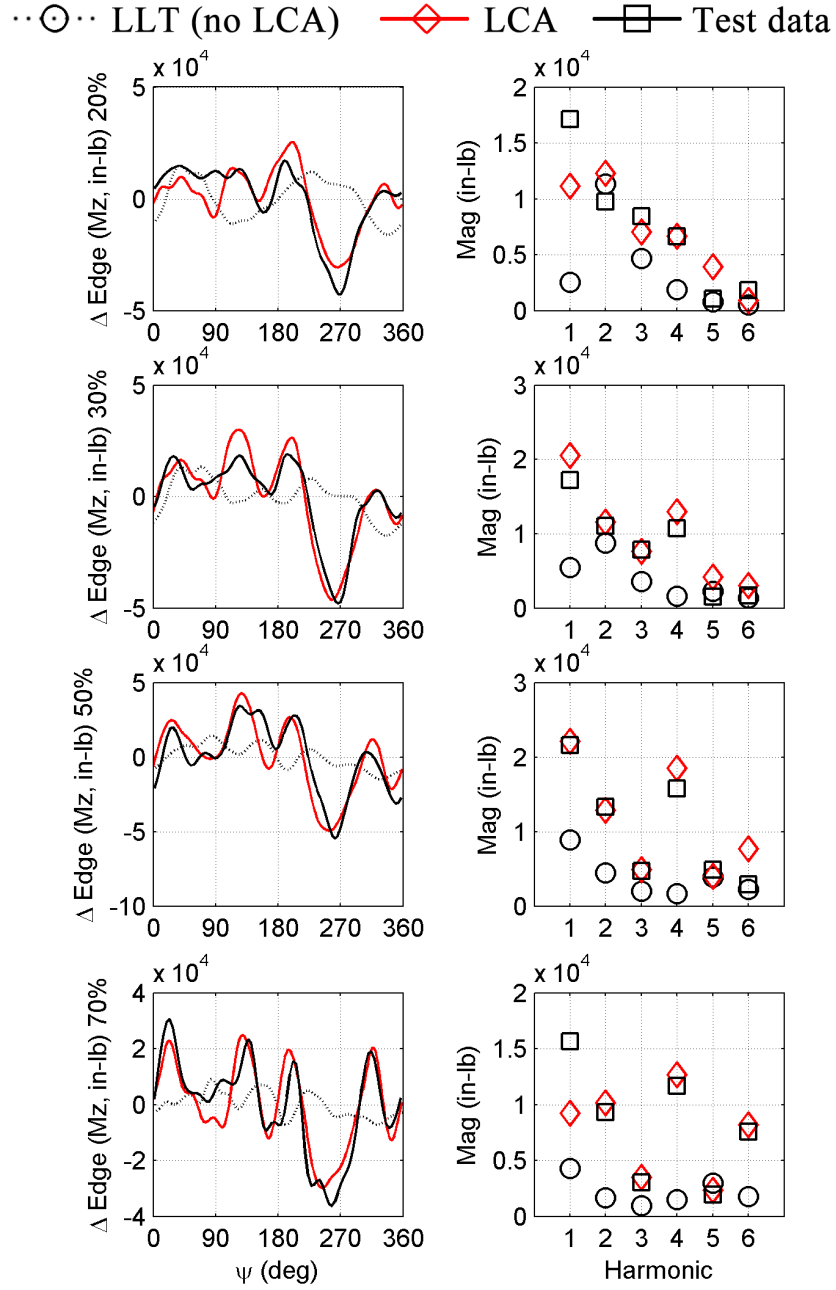 LLT (no LCA) LCA Test data
x 10^4
Δ Edge (Mz, in-lb) 20%
5
0
-5
0 90 180 270 360
x 10^4
Mag (in-lb)
2
1.5
1
0.5
0
1 2 3 4 5 6
x 10^4
Δ Edge (Mz, in-lb) 30%
5
0
-5
0 90 180 270 360
x 10^4
Mag (in-lb)
3
2
1
0
1 2 3 4 5 6
x 10^4
Δ Edge (Mz, in-lb) 50%
5
0
-5
-10
0 90 180 270 360
x 10^4
Mag (in-lb)
3
2
1
0
1 2 3 4 5 6
x 10^4
Δ Edge (Mz, in-lb) 70%
4
2
0
-2
-4
0 90 180 270 360
ψ (deg)
x 10^4
Mag (in-lb)
2
1.5
1
0.5
0
1 2 3 4 5 6
Harmonic